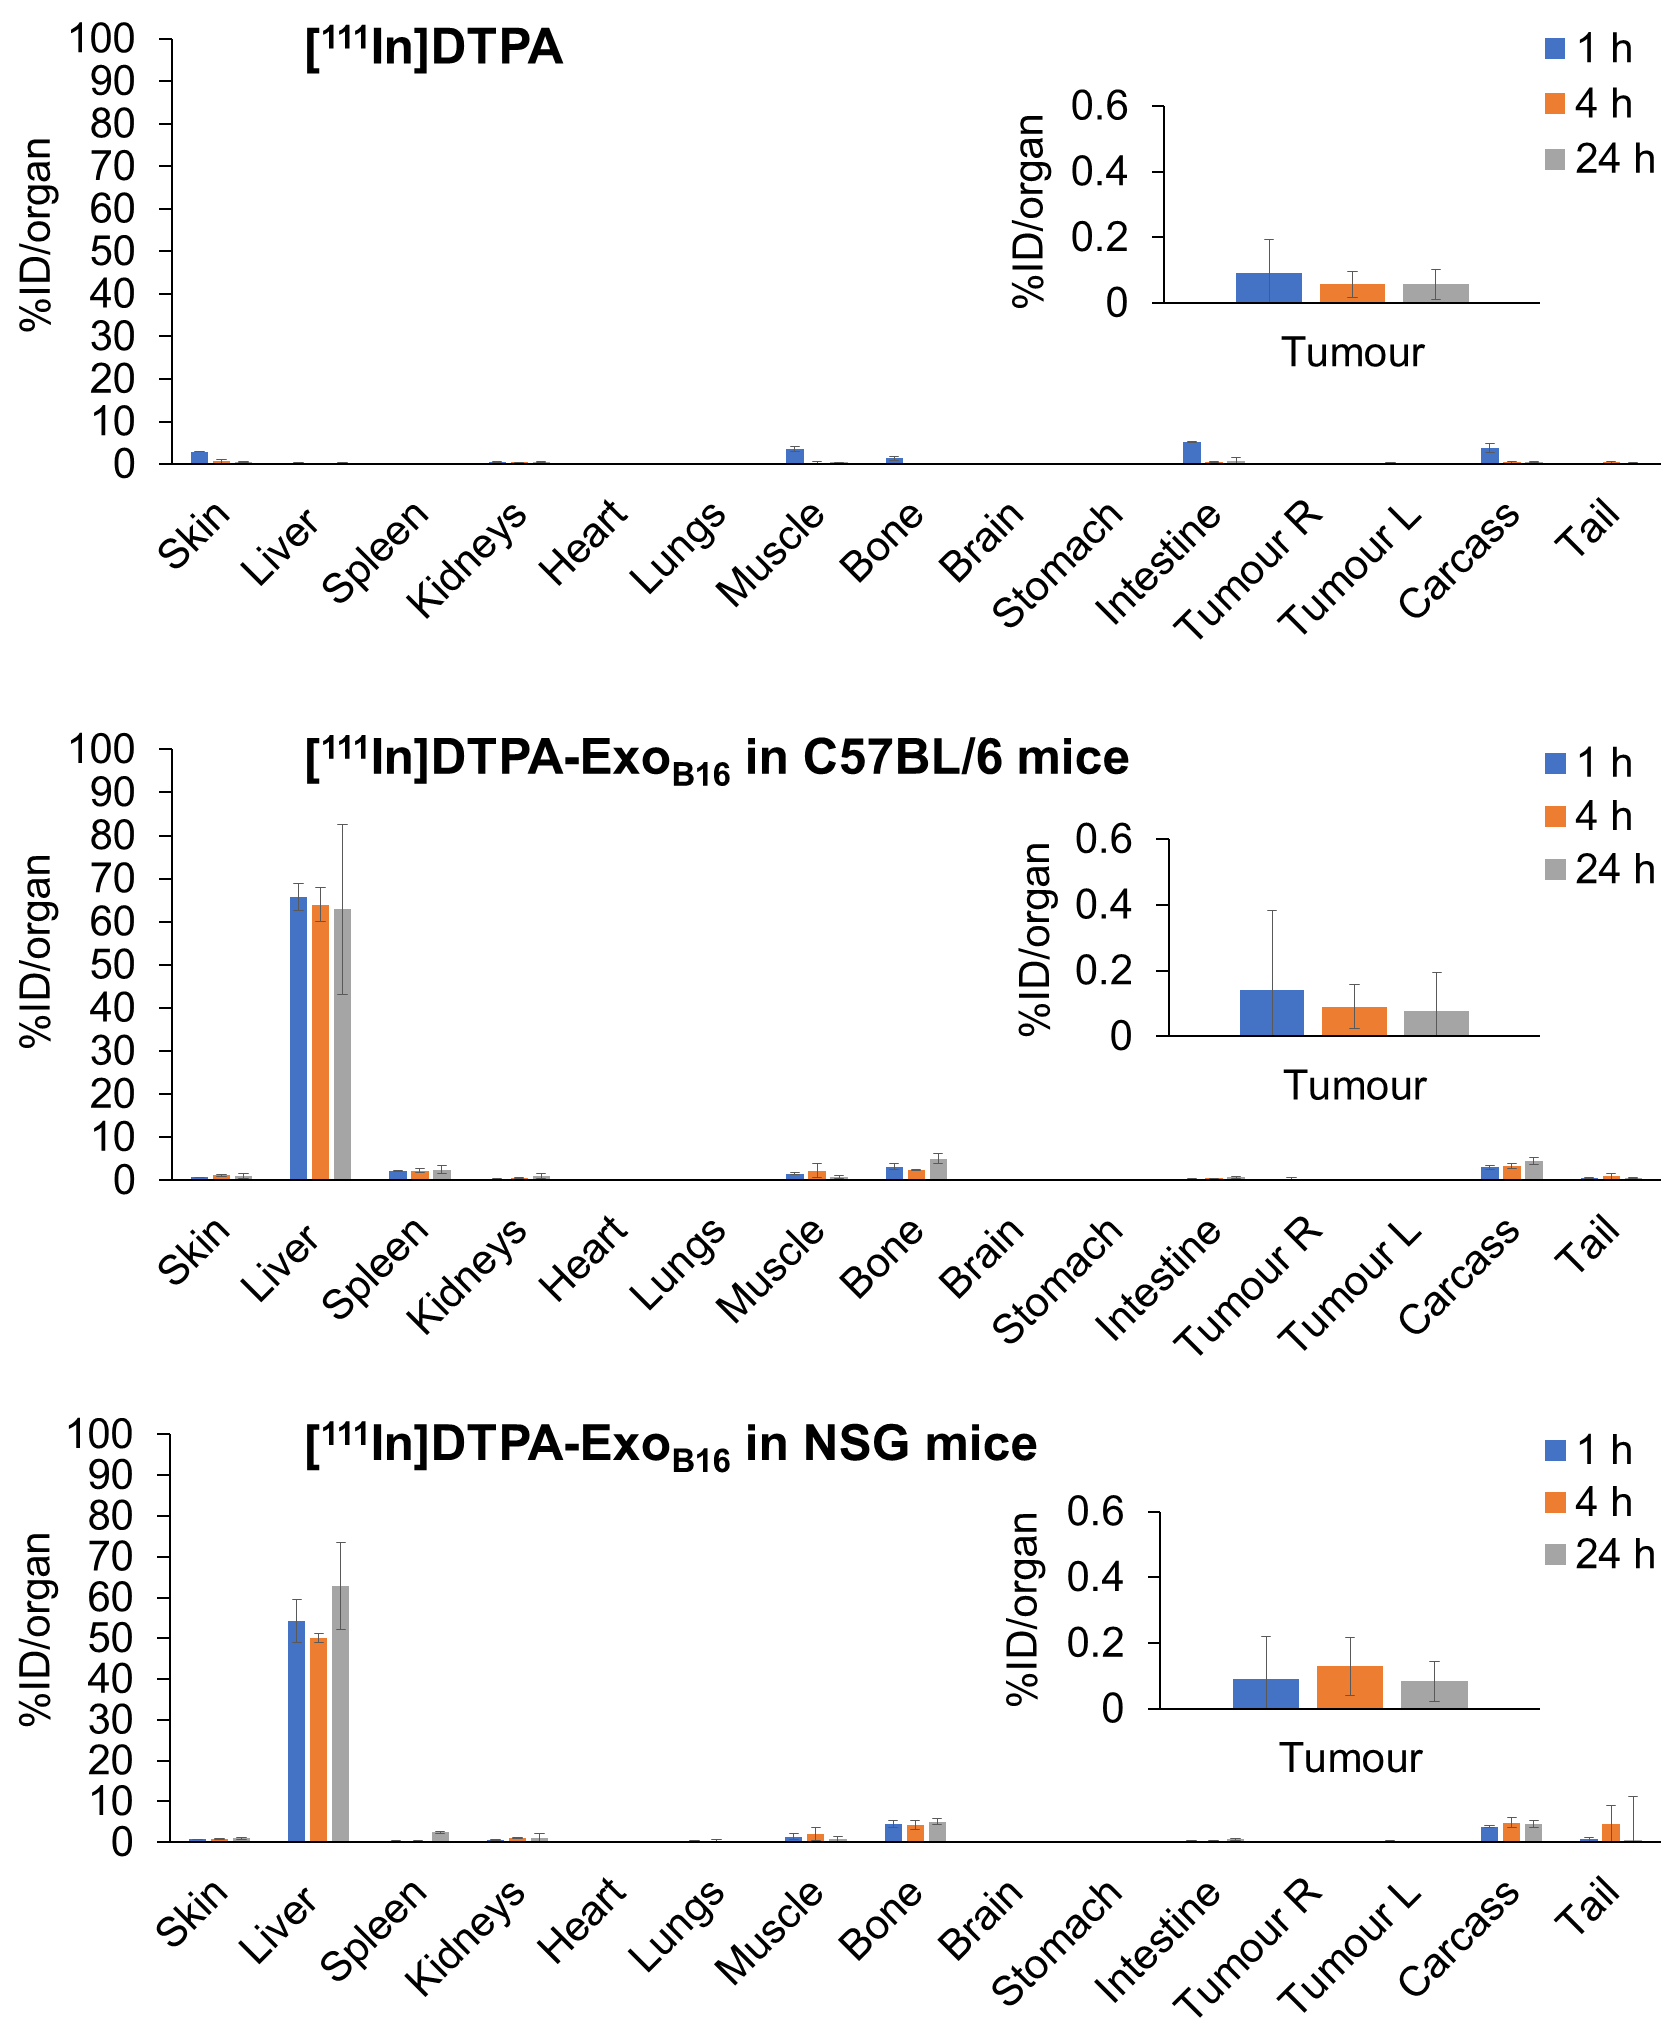 [¹¹¹In]DTPA
%ID/organ
100
90
80
70
60
50
40
30
20
10
0
1 h
4 h
24 h
%ID/organ
0.6
0.4
0.2
0
Tumour
Skin
Liver
Spleen
Kidneys
Heart
Lungs
Muscle
Bone
Brain
Stomach
Intestine
Tumour R
Tumour L
Carcass
Tail
[¹¹¹In]DTPA-Exo_B16 in C57BL/6 mice
%ID/organ
100
90
80
70
60
50
40
30
20
10
0
1 h
4 h
24 h
%ID/organ
0.6
0.4
0.2
0
Tumour
Skin
Liver
Spleen
Kidneys
Heart
Lungs
Muscle
Bone
Brain
Stomach
Intestine
Tumour R
Tumour L
Carcass
Tail
[¹¹¹In]DTPA-Exo_B16 in NSG mice
%ID/organ
100
90
80
70
60
50
40
30
20
10
0
1 h
4 h
24 h
%ID/organ
0.6
0.4
0.2
0
Tumour
Skin
Liver
Spleen
Kidneys
Heart
Lungs
Muscle
Bone
Brain
Stomach
Intestine
Tumour R
Tumour L
Carcass
Tail